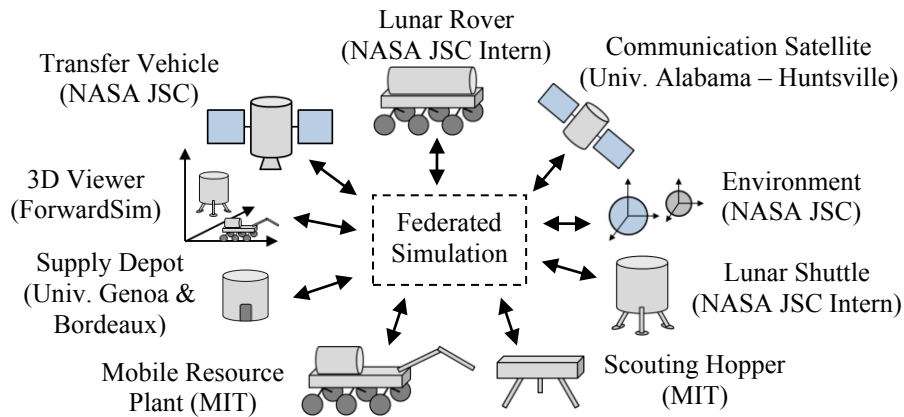 Lunar Rover
(NASA JSC Intern)
Transfer Vehicle
(NASA JSC)
Communication Satellite
(Univ. Alabama – Huntsville)
3D Viewer
(ForwardSim)
Federated
Simulation
Environment
(NASA JSC)
Supply Depot
(Univ. Genoa &
Bordeaux)
Lunar Shuttle
(NASA JSC Intern)
Mobile Resource
Plant (MIT)
Scouting Hopper
(MIT)